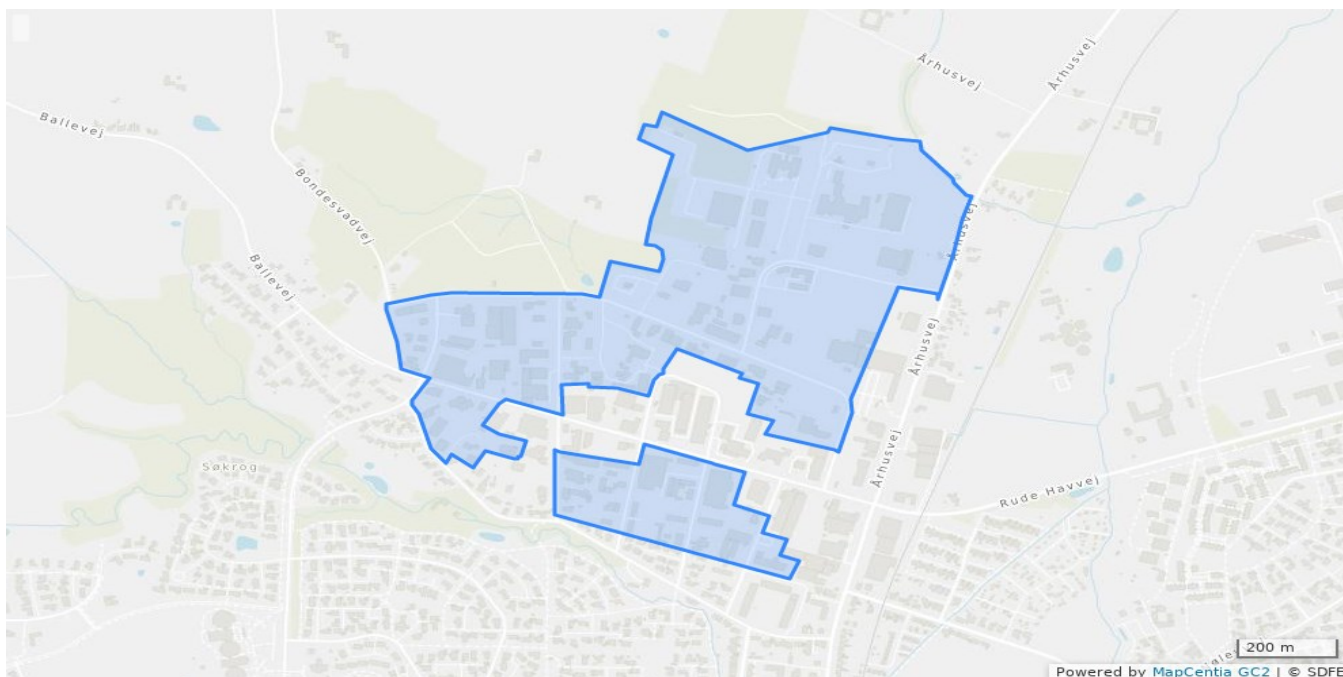 Århusvej
Århusvej
Ballevej
Bondesvadvej
Århusvej
Ballevej
Århusvej
Århusvej
Søkrog
Rude Havvej
200 m
Powered by MapCentia GC2 | © SDFE